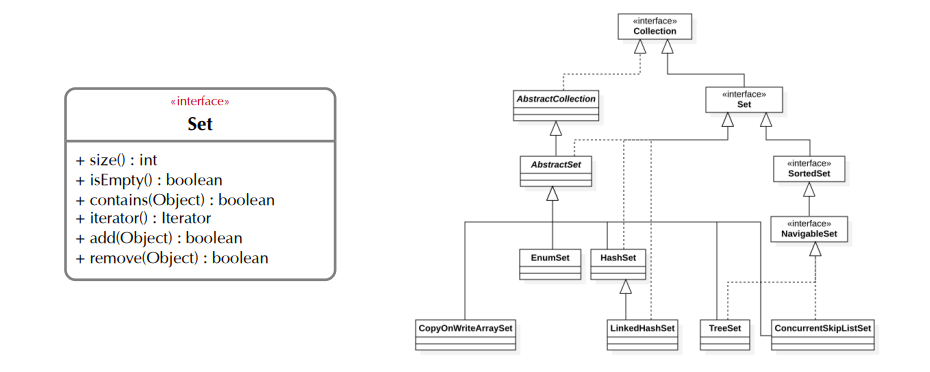 «interface»
Set
+ size() : int
+ isEmpty() : boolean
+ contains(Object) : boolean
+ iterator() : Iterator
+ add(Object) : boolean
+ remove(Object) : boolean
«interface»
Collection
AbstractCollection
«interface»
Set
AbstractSet
«interface»
SortedSet
«interface»
NavigableSet
EnumSet
HashSet
CopyOnWriteArraySet
LinkedHashSet
TreeSet
ConcurrentSkipListSet